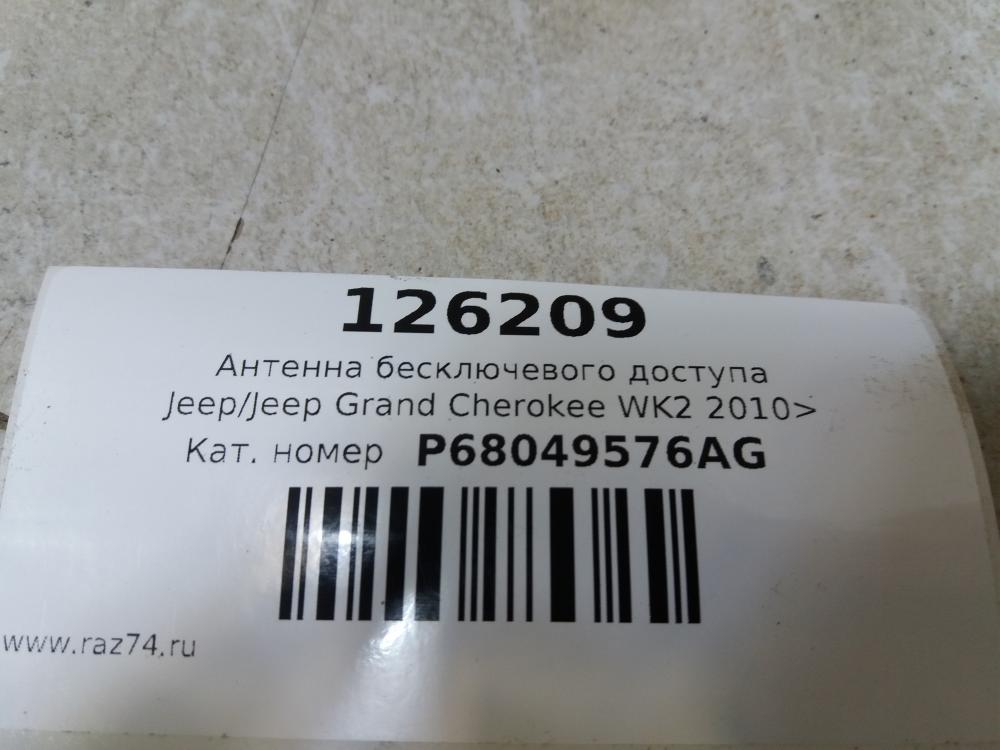 126209
Антенна бесключевого доступа
Jeep/Jeep Grand Cherokee WK2 2010>
Кат. номер P68049576AG
www.raz74.ru